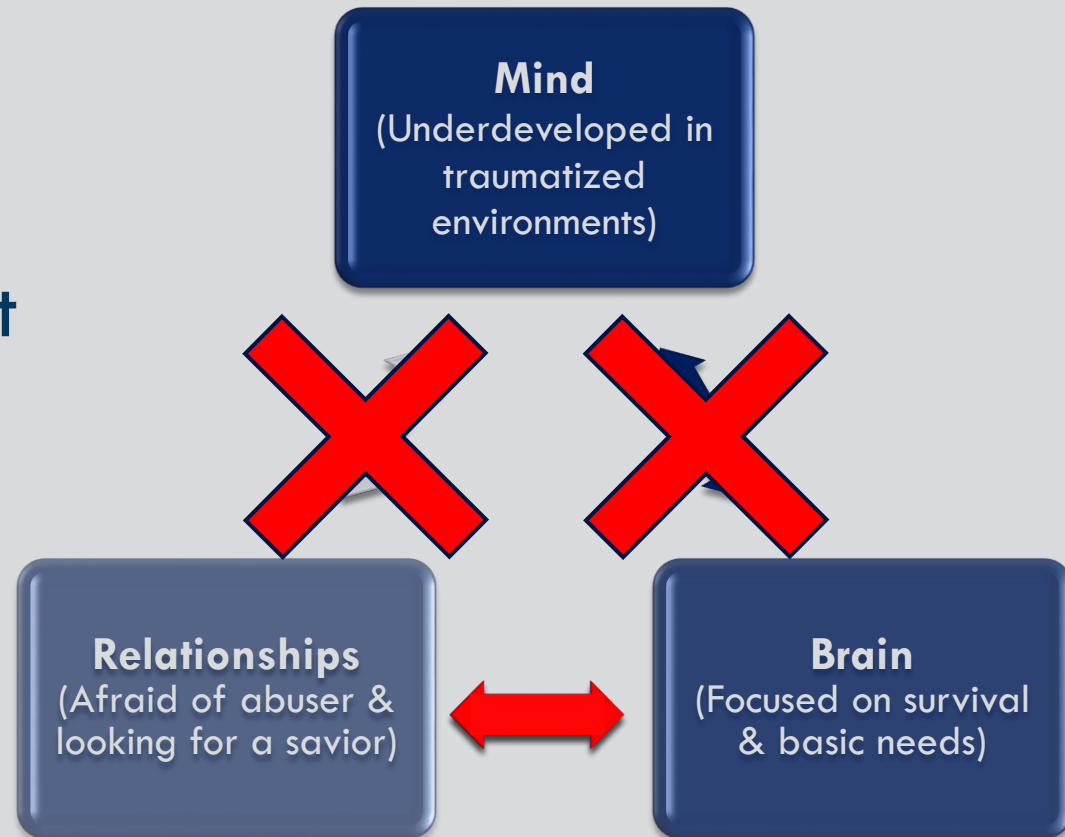 Mind
(Underdeveloped in
traumatized
environments)
t
Relationships
(Afraid of abuser &
looking for a savior)
Brain
(Focused on survival
& basic needs)